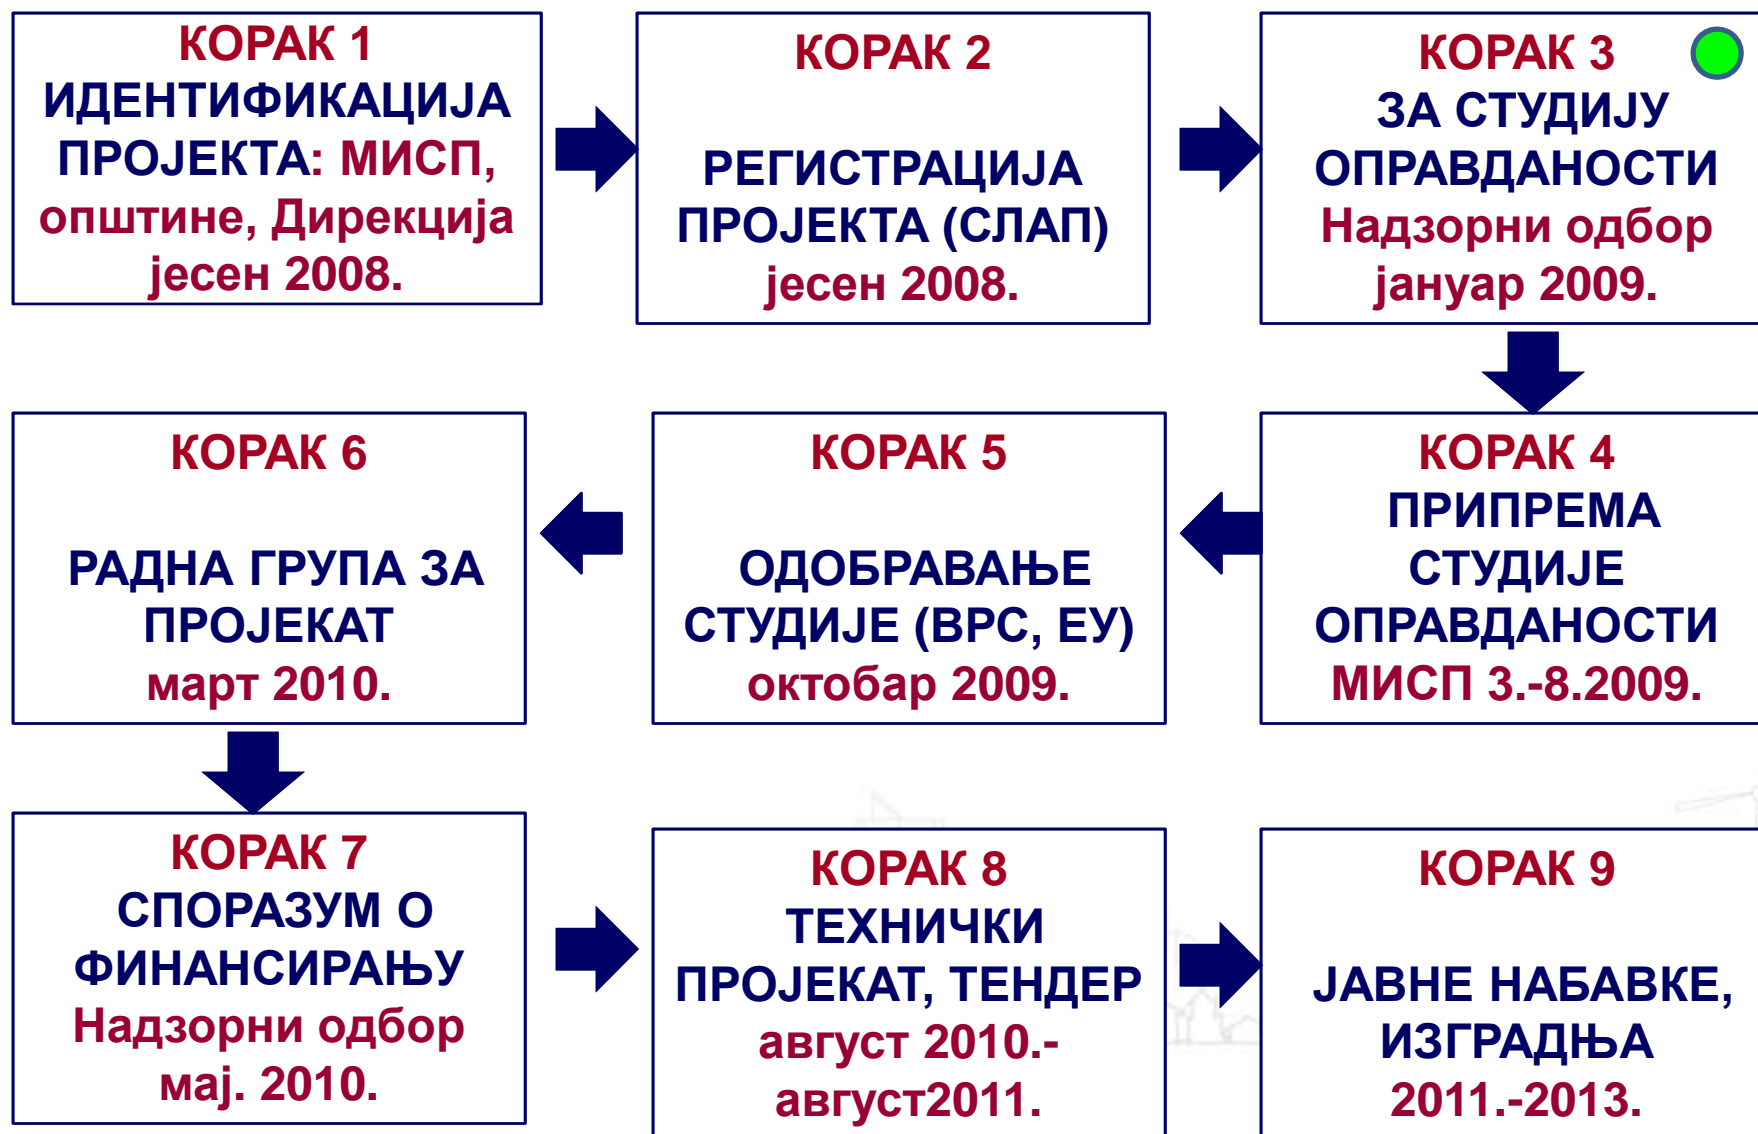 КОРАК 1
ИДЕНТИФИКАЦИЈА
ПРОЈЕКТА: МИСП,
општине, Дирекција
јесен 2008.
КОРАК 2
РЕГИСТРАЦИЈА
ПРОЈЕКТА (СЛАП)
јесен 2008.
КОРАК 3
ЗА СТУДИЈУ
ОПРАВДАНОСТИ
Надзорни одбор
јануар 2009.
КОРАК 4
ПРИПРЕМА
СТУДИЈЕ
ОПРАВДАНОСТИ
МИСП 3.-8.2009.
КОРАК 5
ОДОБРАВАЊЕ
СТУДИЈЕ (ВРС, ЕУ)
октобар 2009.
КОРАК 6
РАДНА ГРУПА ЗА
ПРОЈЕКАТ
март 2010.
КОРАК 7
СПОРАЗУМ О
ФИНАНСИРАЊУ
Надзорни одбор
мај. 2010.
КОРАК 8
ТЕХНИЧКИ
ПРОЈЕКАТ, ТЕНДЕР
август 2010.-
август2011.
КОРАК 9
ЈАВНЕ НАБАВКЕ,
ИЗГРАДЊА
2011.-2013.